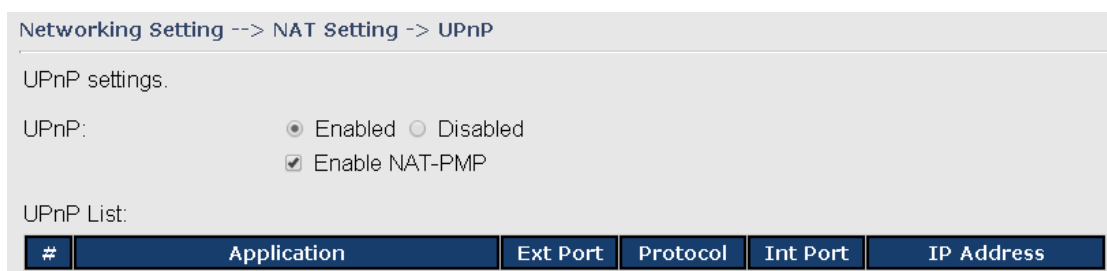 Networking Setting --> NAT Setting -> UPnP
UPnP settings.
UPnP: Enabled Disabled
Enable NAT-PMP
UPnP List:
# Application Ext Port Protocol Int Port IP Address